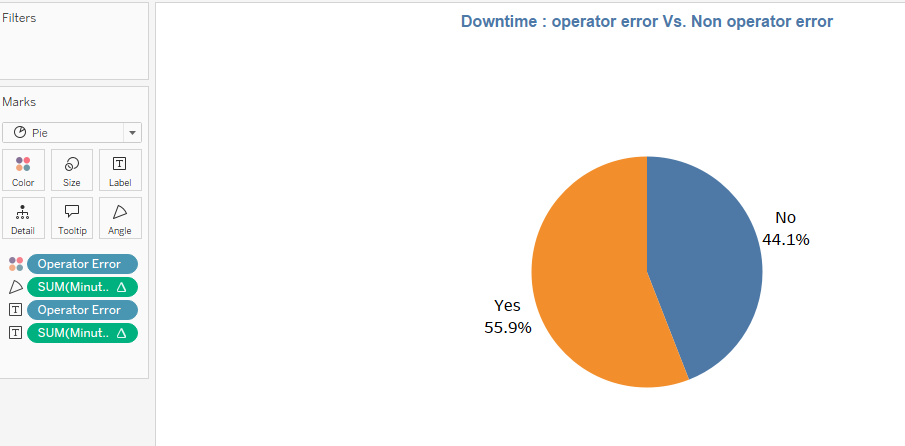 Filters
Downtime : operator error Vs. Non operator error
Marks
Pie
Color Size Label
Detail Tooltip Angle
Operator Error
SUM(Minut..
Operator Error
SUM(Minut..
No
44.1%
Yes
55.9%